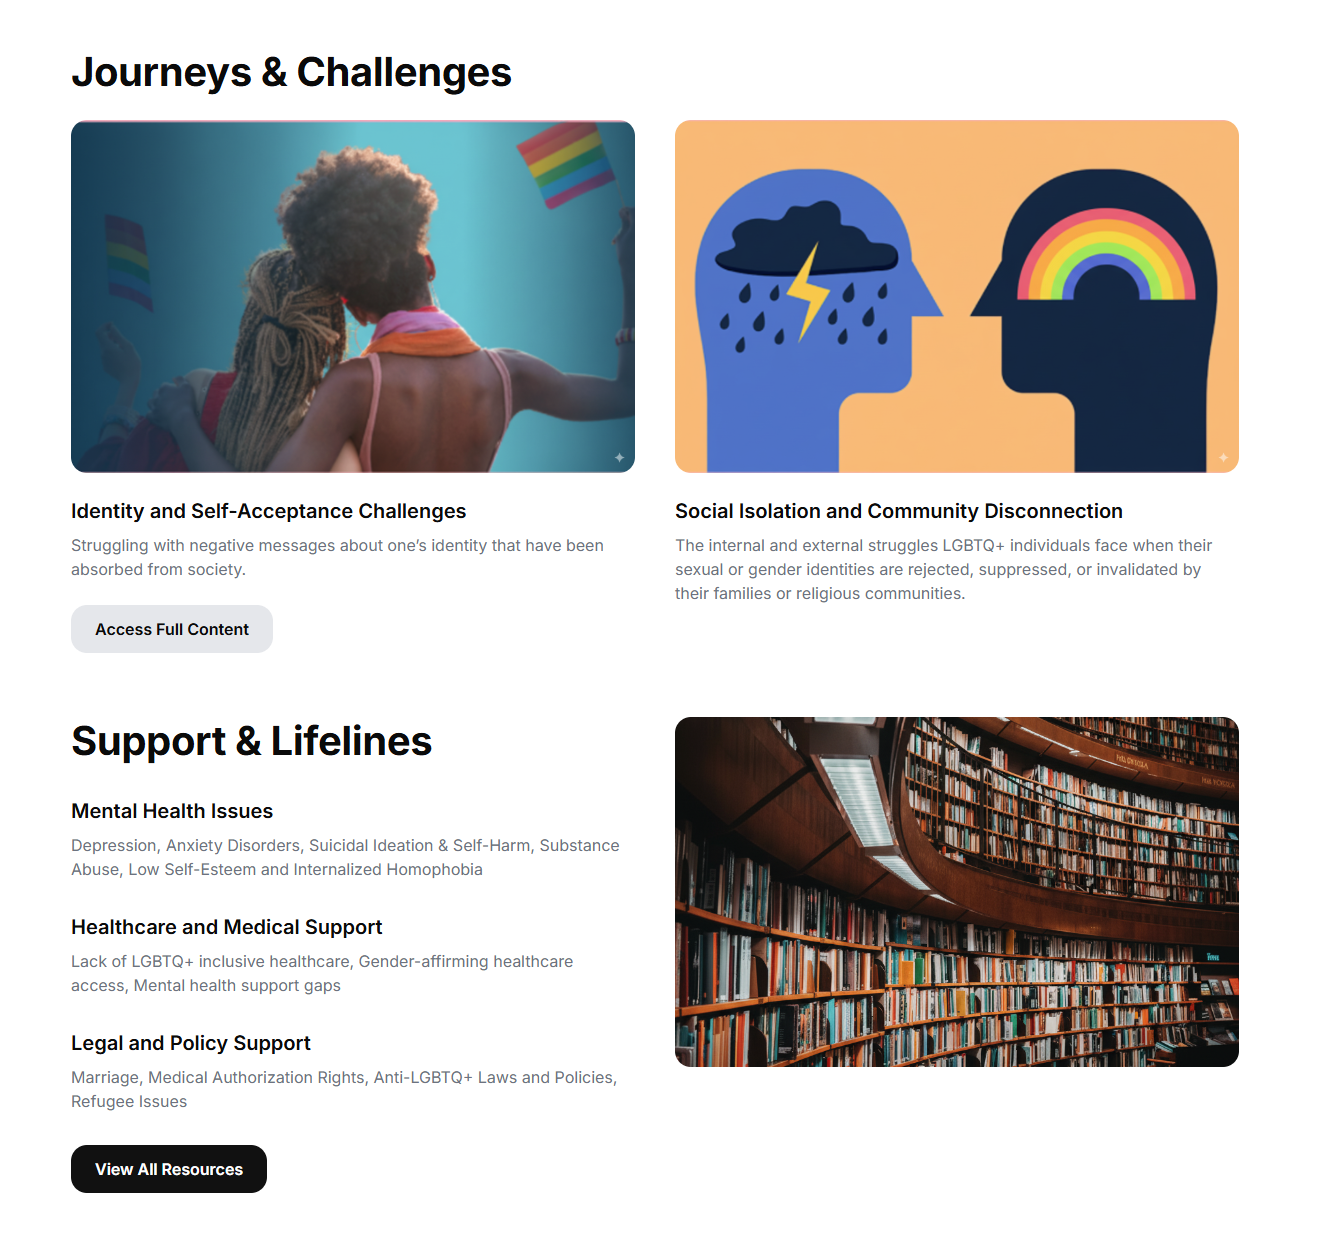 Journeys & Challenges
Identity and Self-Acceptance Challenges
Struggling with negative messages about one’s identity that have been
absorbed from society.
Access Full Content
Social Isolation and Community Disconnection
The internal and external struggles LGBTQ+ individuals face when their
sexual or gender identities are rejected, suppressed, or invalidated by
their families or religious communities.
Support & Lifelines
Mental Health Issues
Depression, Anxiety Disorders, Suicidal Ideation & Self-Harm, Substance
Abuse, Low Self-Esteem and Internalized Homophobia
Healthcare and Medical Support
Lack of LGBTQ+ inclusive healthcare, Gender-affirming healthcare
access, Mental health support gaps
Legal and Policy Support
Marriage, Medical Authorization Rights, Anti-LGBTQ+ Laws and Policies,
Refugee Issues
View All Resources